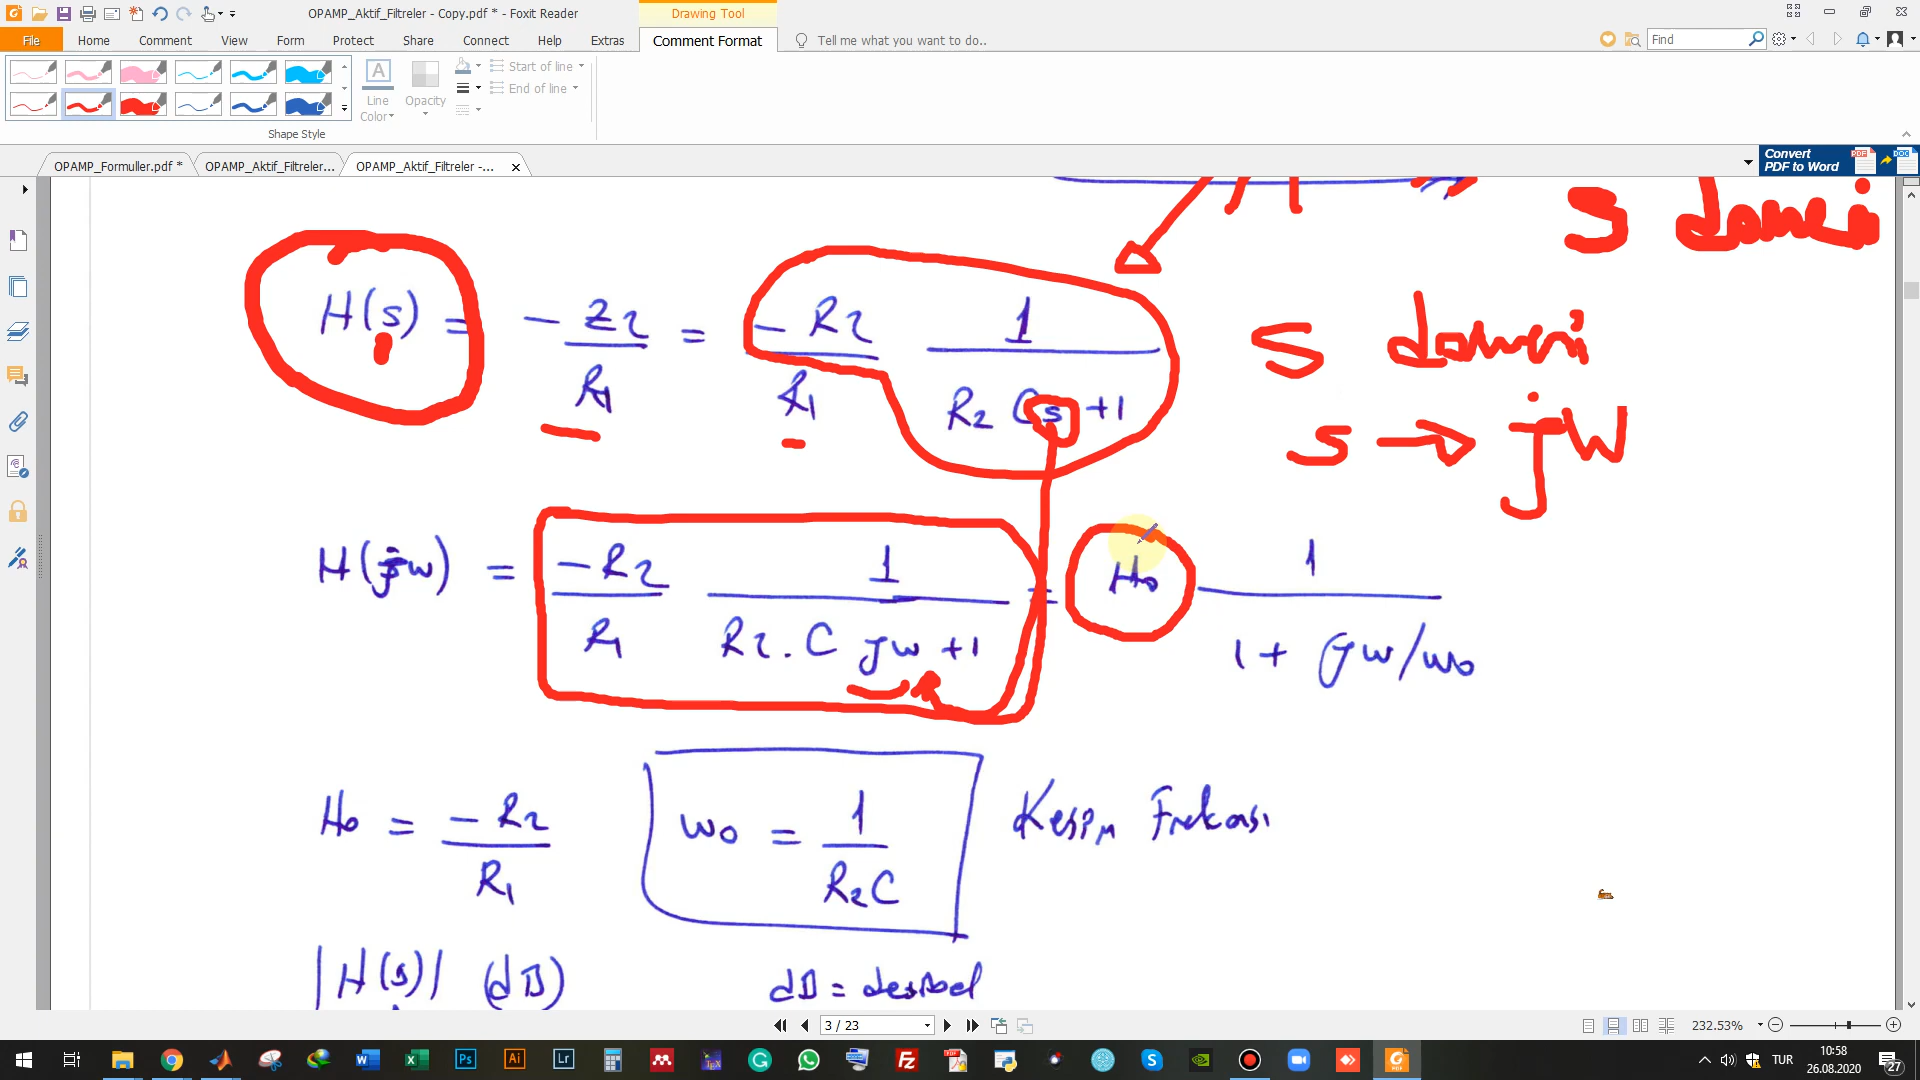 OPAMP_Aktif_Filtreler - Copy.pdf * - Foxit Reader
Drawing Tool
File Home Comment View Form Protect Share Connect Help Extras Comment Format Tell me what you want to do.. Find
Line Color
Opacity
Start of line
End of line
Shape Style
OPAMP_Formuller.pdf *
OPAMP_Aktif_Filtreler...
OPAMP_Aktif_Filtreler -...
Convert
PDF to Word
s domeni
H(s) = -Z2/R1 = -R2/R1 1/(R2 Cs +1)
s domeni
s → jw
H(jw) = -R2/R1 1/(R2.C jw +1) = Ho 1/(1 + jw/wo)
Ho = -R2/R1
wo = 1/(R2C)
Kesim Frekansı
|H(s)| (dB)
dB = desibel
3 / 23
232.53%
TUR
10:58
26.08.2020
27